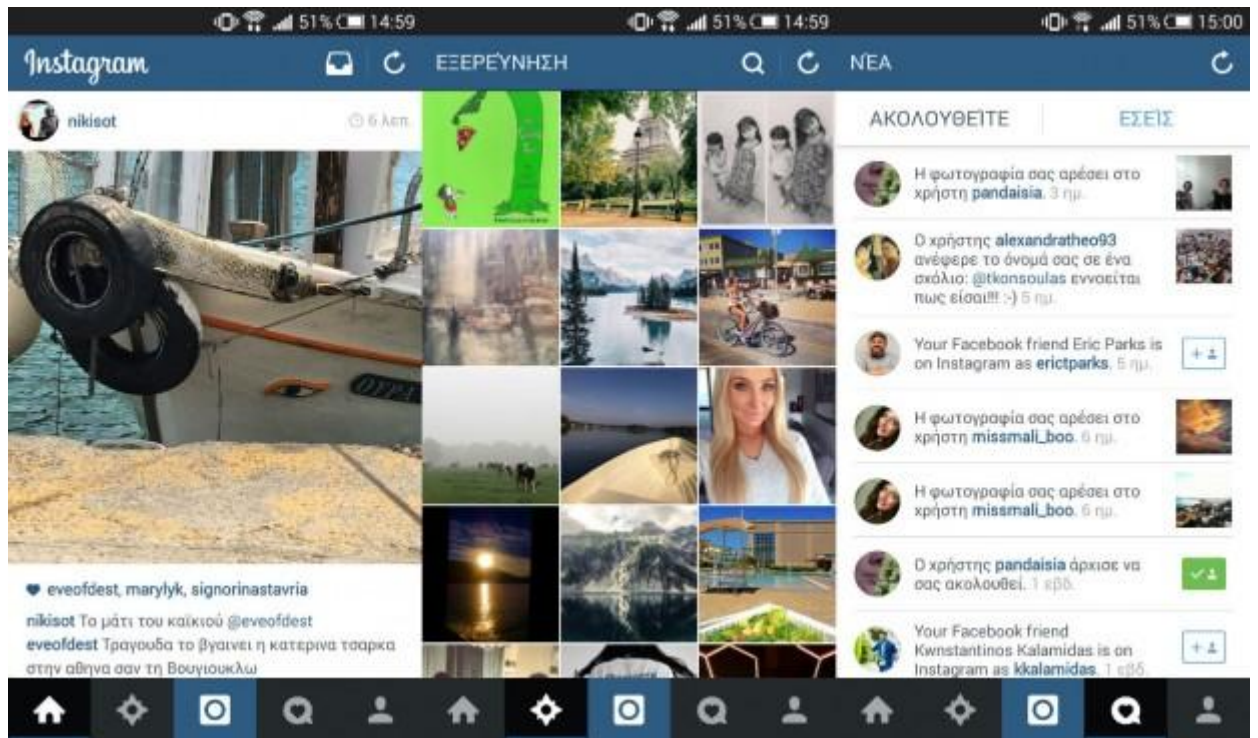 51% 14:59
Instagram
nikisot
6 λεπ.
eveofdest, marylyk, signorinastavria
nikisot Το μάτι του καϊκιού @eveofdest
eveofdest Τραγουδα το βγαινει η κατερινα τσαρκα
στην αθηνα σαν τη Βουγιουκλω
51% 14:59
ΕΞΕΡΕΎΝΗΣΗ
51% 15:00
ΝΈΑ
ΑΚΟΛΟΥΘΕΊΤΕ
ΕΣΕΊΣ
Η φωτογραφία σας αρέσει στο
χρήστη pandaisia. 3 ημ.
Ο χρήστης alexandratheo93
ανέφερε το όνομά σας σε ένα
σχόλιο: @tkonsoulas εννοείται
πως είσαι!!! :-) 5 ημ.
Your Facebook friend Eric Parks is
on Instagram as erictparks. 5 ημ.
Η φωτογραφία σας αρέσει στο
χρήστη missmali_boo. 6 ημ.
Η φωτογραφία σας αρέσει στο
χρήστη missmali_boo. 6 ημ.
Ο χρήστης pandaisia άρχισε να
σας ακολουθεί. 1 εβδ.
Your Facebook friend
Kwnstantinos Kalamidas is on
Instagram as kkalamidas. 1 εβδ.